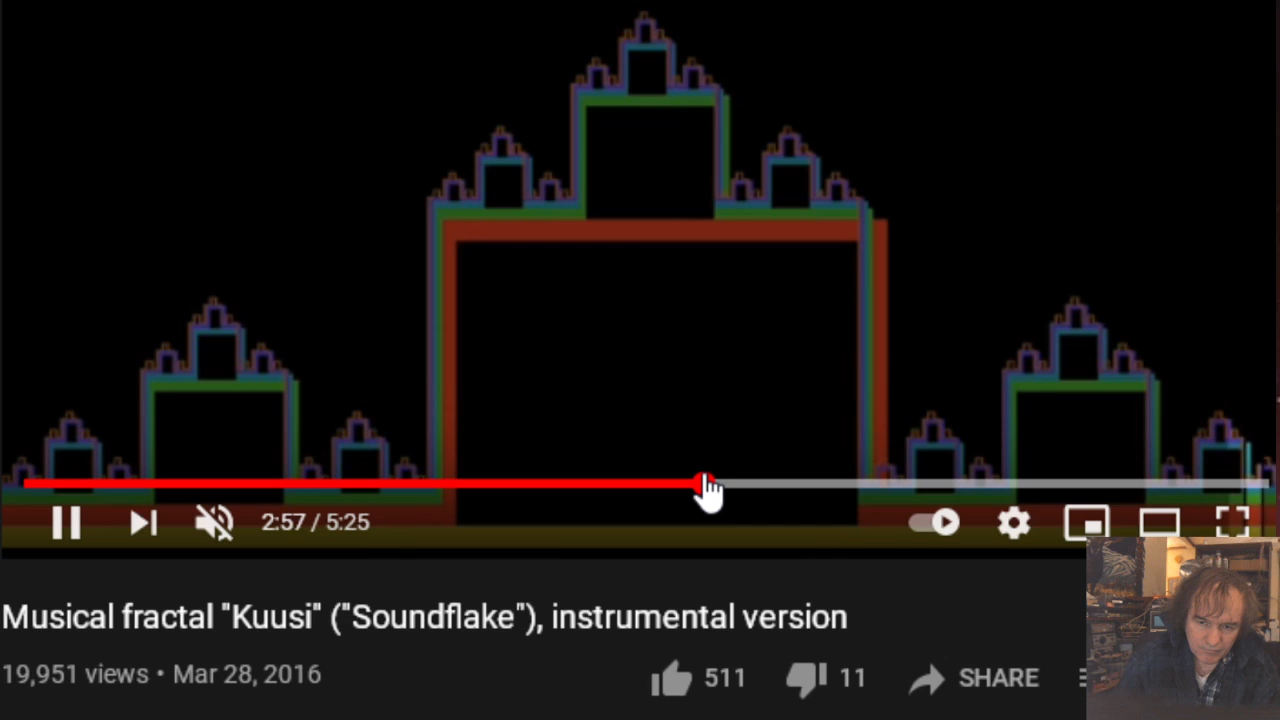 2:57 / 5:25
Musical fractal "Kuusi" ("Soundflake"), instrumental version
19,951 views • Mar 28, 2016
511
11
SHARE